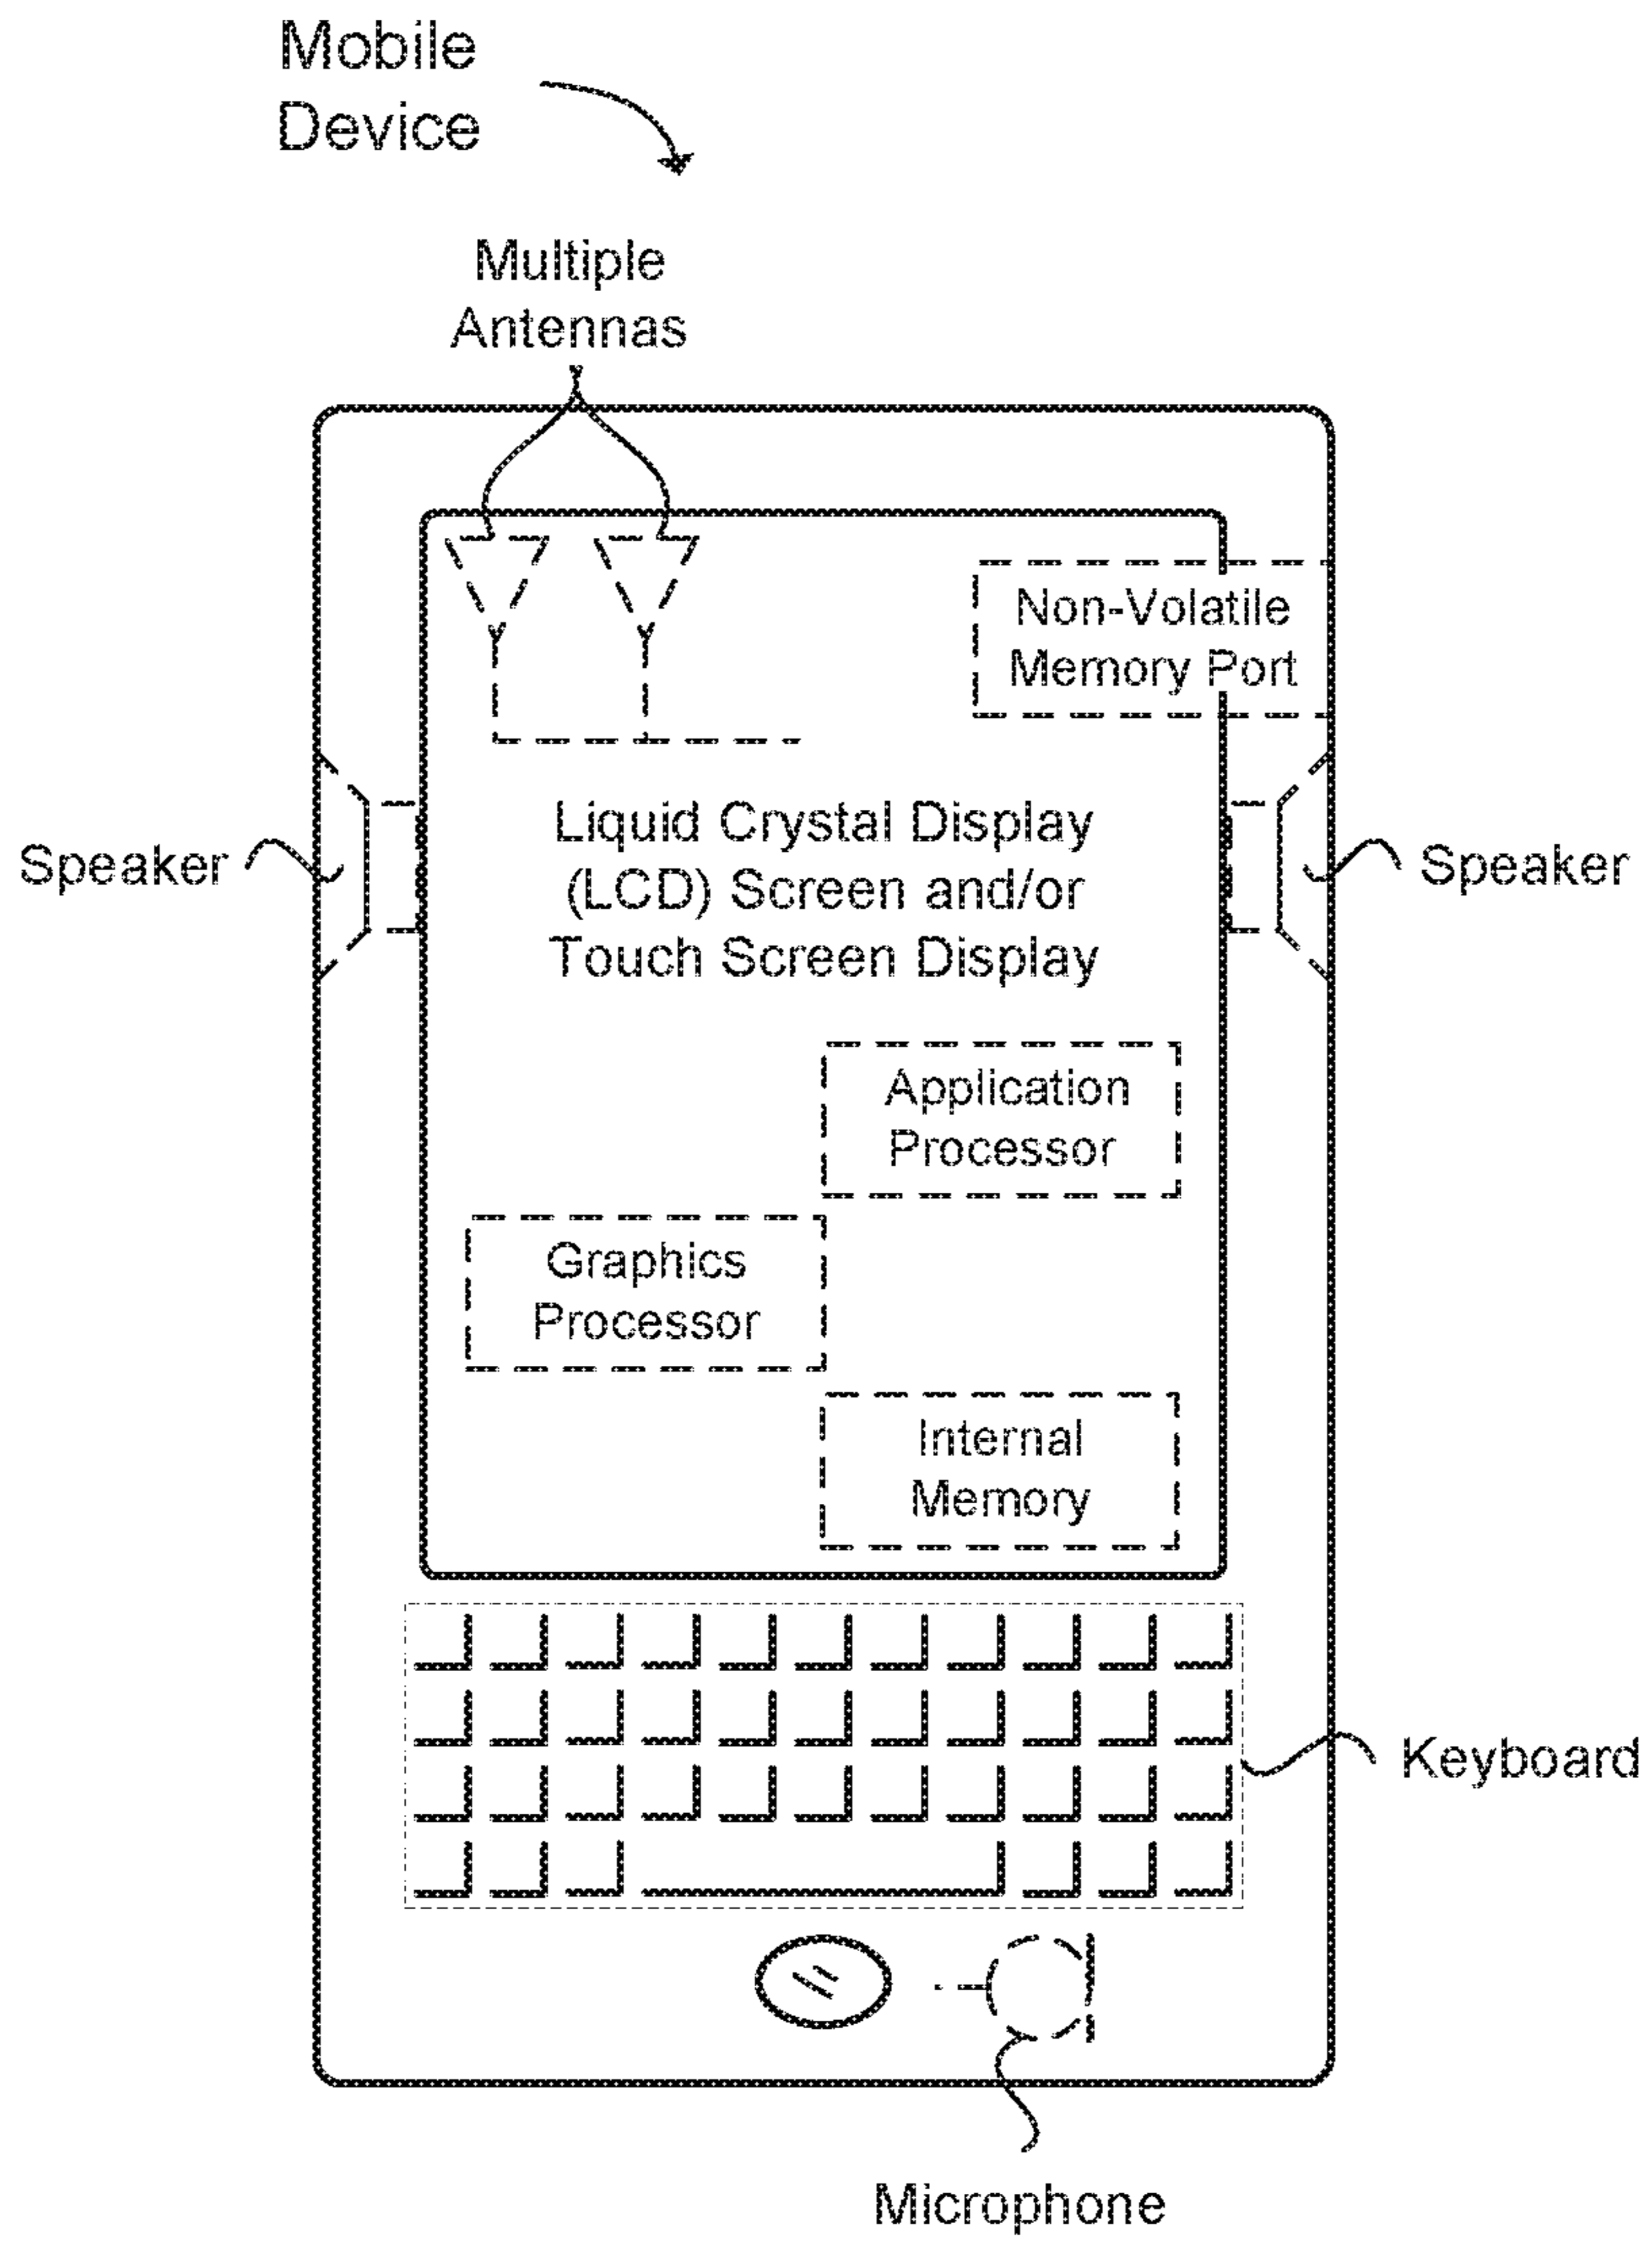 Mobile
Device
Multiple
Antennas
Non-Volatile
Memory Port
Speaker
Liquid Crystal Display
(LCD) Screen and/or
Touch Screen Display
Speaker
Application
Processor
Graphics
Processor
Internal
Memory
Keyboard
Microphone